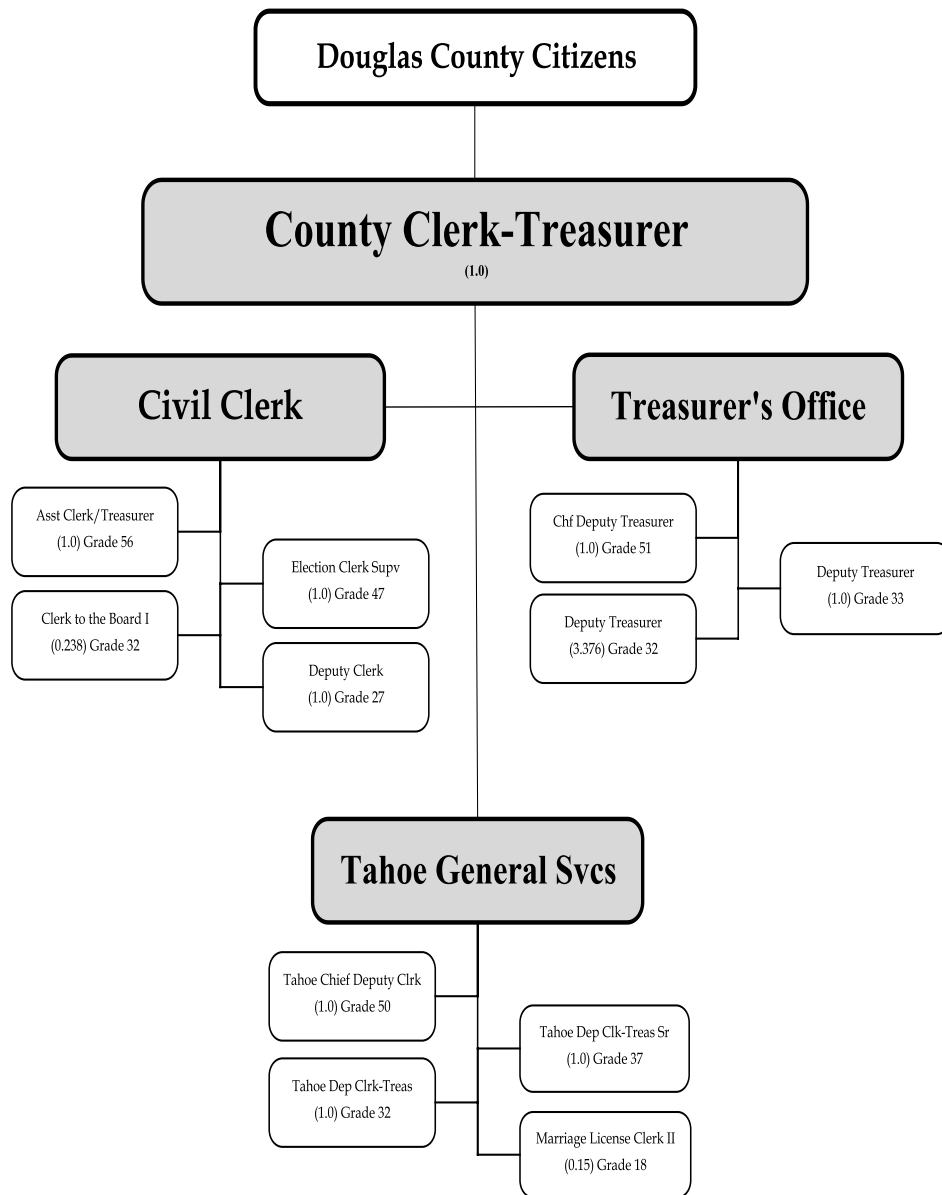 Douglas County Citizens
County Clerk-Treasurer
(1.0)
Civil Clerk
Treasurer's Office
Asst Clerk/Treasurer
(1.0) Grade 56
Election Clerk Supv
(1.0) Grade 47
Clerk to the Board I
(0.238) Grade 32
Deputy Clerk
(1.0) Grade 27
Chf Deputy Treasurer
(1.0) Grade 51
Deputy Treasurer
(1.0) Grade 33
Deputy Treasurer
(3.376) Grade 32
Tahoe General Svcs
Tahoe Chief Deputy Clrk
(1.0) Grade 50
Tahoe Dep Clk-Treas Sr
(1.0) Grade 37
Tahoe Dep Clrk-Treas
(1.0) Grade 32
Marriage License Clerk II
(0.15) Grade 18